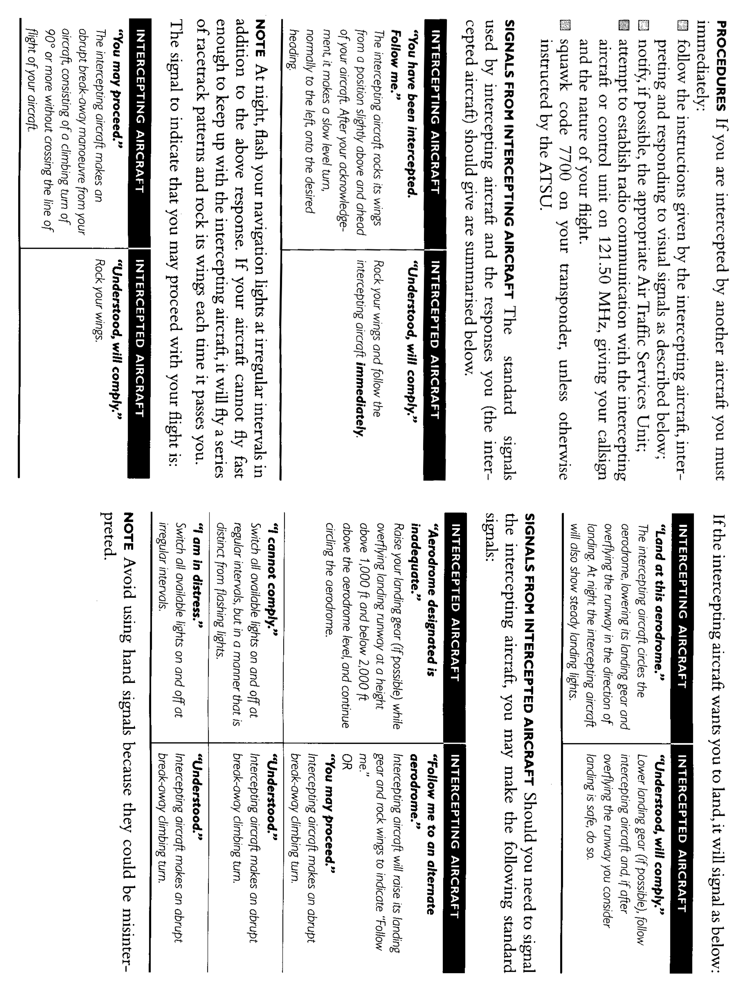 PROCEDURES If you are intercepted by another aircraft you must
immediately:
follow the instructions given by the intercepting aircraft, inter-
preting and responding to visual signals as described below;
notify, if possible, the appropriate Air Traffic Services Unit;
attempt to establish radio communication with the intercepting
aircraft or control unit on 121.50 MHz, giving your callsign
and the nature of your flight.
squawk code 7700 on your transponder, unless otherwise
instructed by the ATSU.
SIGNALS FROM INTERCEPTING AIRCRAFT The standard signals
used by intercepting aircraft and the responses you (the inter-
cepted aircraft) should give are summarised below.
INTERCEPTING AIRCRAFT
“You have been intercepted.
Follow me.”
The intercepting aircraft rocks its wings
from a position slightly above and ahead
of your aircraft. After your acknowledge-
ment, it makes a slow level turn,
normally to the left, onto the desired
heading.
INTERCEPTED AIRCRAFT
“Understood, will comply.”
Rock your wings and follow the
intercepting aircraft immediately.
NOTE At night, flash your navigation lights at irregular intervals in
addition to the above response. If your aircraft cannot fly fast
enough to keep up with the intercepting aircraft, it will fly a series
of racetrack patterns and rock its wings each time it passes you.
The signal to indicate that you may proceed with your flight is:
INTERCEPTING AIRCRAFT
“You may proceed.”
The intercepting aircraft makes an
abrupt break-away manoeuvre from your
aircraft, consisting of a climbing turn of
90° or more without crossing the line of
flight of your aircraft.
INTERCEPTED AIRCRAFT
“Understood, will comply.”
Rock your wings.
If the intercepting aircraft wants you to land, it will signal as below:
INTERCEPTING AIRCRAFT
“Land at this aerodrome.”
The intercepting aircraft circles the
aerodrome, lowering its landing gear and
overflying the runway in the direction of
landing. At night the intercepting aircraft
will also show steady landing lights.
INTERCEPTED AIRCRAFT
“Understood, will comply.”
Lower landing gear (if possible), follow
intercepting aircraft and, if after
overflying the runway you consider
landing is safe, do so.
SIGNALS FROM INTERCEPTED AIRCRAFT Should you need to signal
the intercepting aircraft, you may make the following standard
signals:
INTERCEPTED AIRCRAFT
“Aerodrome designated is
inadequate.”
Raise your landing gear (if possible) while
overflying landing runway at a height
above 1,000 ft and below 2,000 ft
above the aerodrome level, and continue
circling the aerodrome.
INTERCEPTING AIRCRAFT
“Follow me to an alternate
aerodrome.”
Intercepting aircraft will raise its landing
gear and rock wings to indicate “Follow
me.”
OR
“You may proceed.”
Intercepting aircraft makes an abrupt
break-away climbing turn.
“I cannot comply.”
Switch all available lights on and off at
regular intervals, but in a manner that is
distinct from flashing lights.
“Understood.”
Intercepting aircraft makes an abrupt
break-away climbing turn.
“I am in distress.”
Switch all available lights on and off at
irregular intervals.
“Understood.”
Intercepting aircraft makes an abrupt
break-away climbing turn.
NOTE Avoid using hand signals because they could be misinter-
preted.